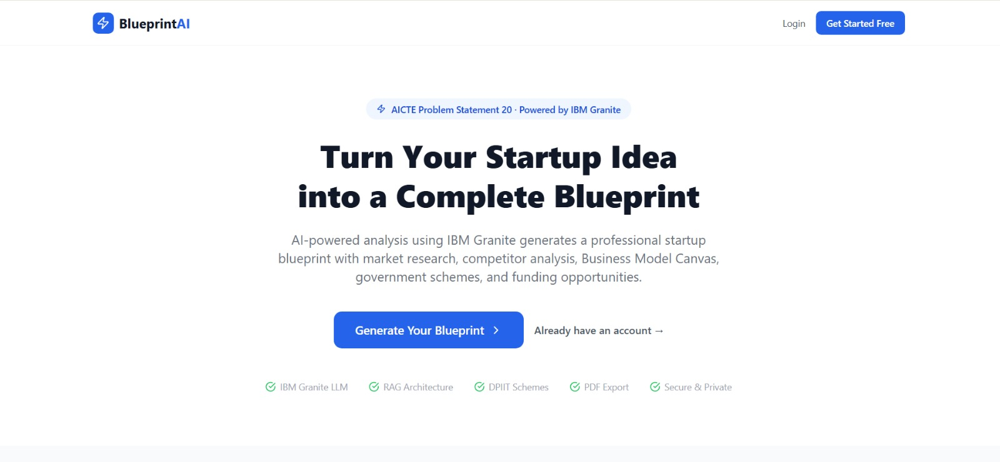 BlueprintAI
Login
Get Started Free
AICTE Problem Statement 20 · Powered by IBM Granite
Turn Your Startup Idea
into a Complete Blueprint
AI-powered analysis using IBM Granite generates a professional startup
blueprint with market research, competitor analysis, Business Model Canvas,
government schemes, and funding opportunities.
Generate Your Blueprint
Already have an account →
IBM Granite LLM
RAG Architecture
DPIIT Schemes
PDF Export
Secure & Private